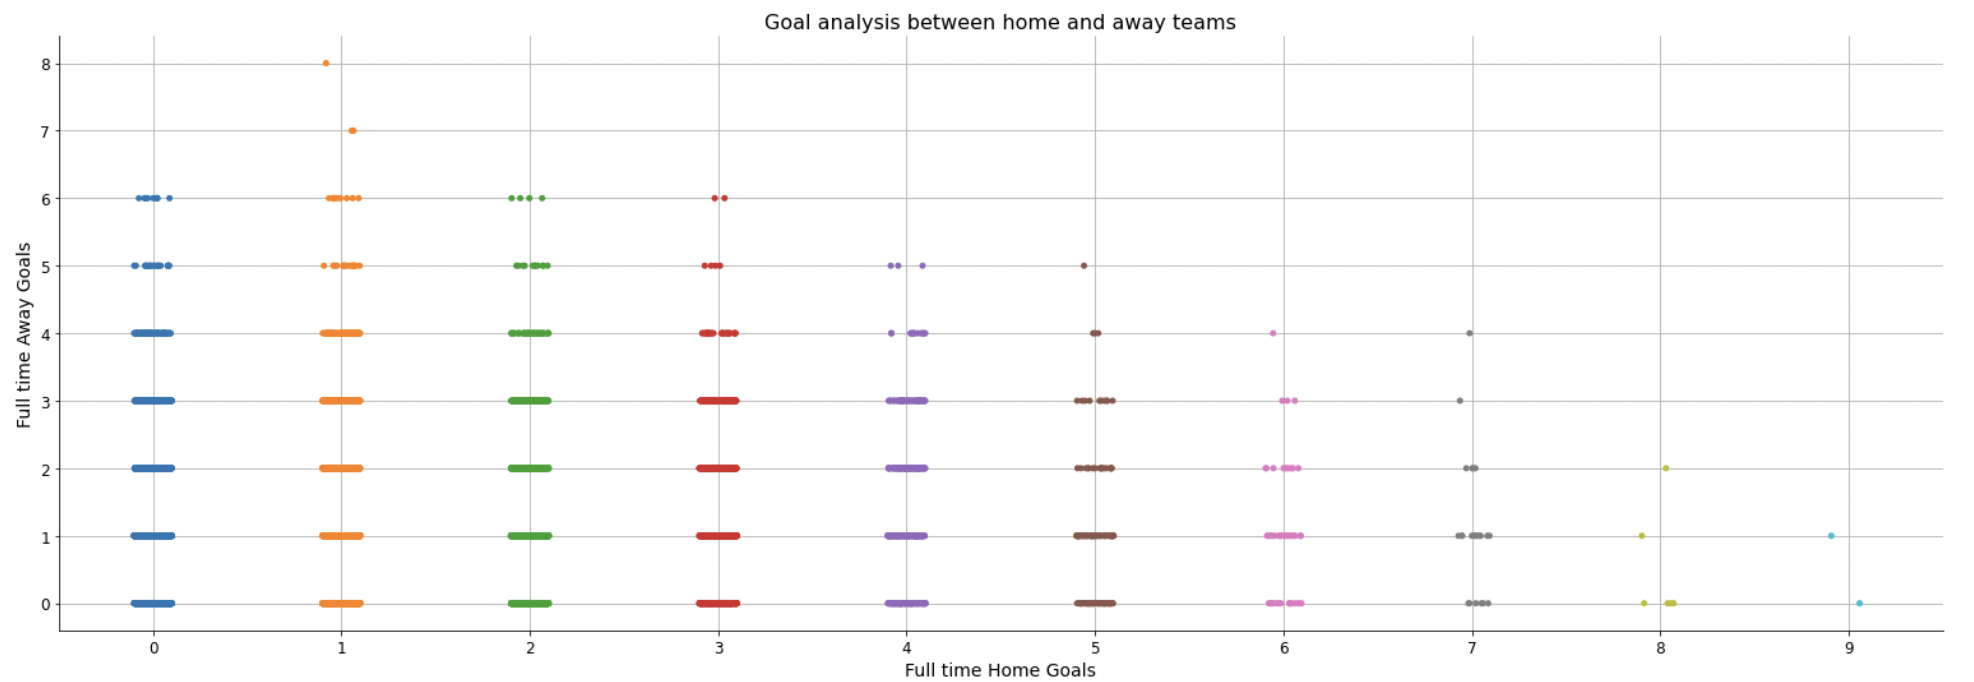 Goal analysis between home and away teams
8
7
6
5
4
3
2
1
0
Full time Away Goals
0 1 2 3 4 5 6 7 8 9
Full time Home Goals